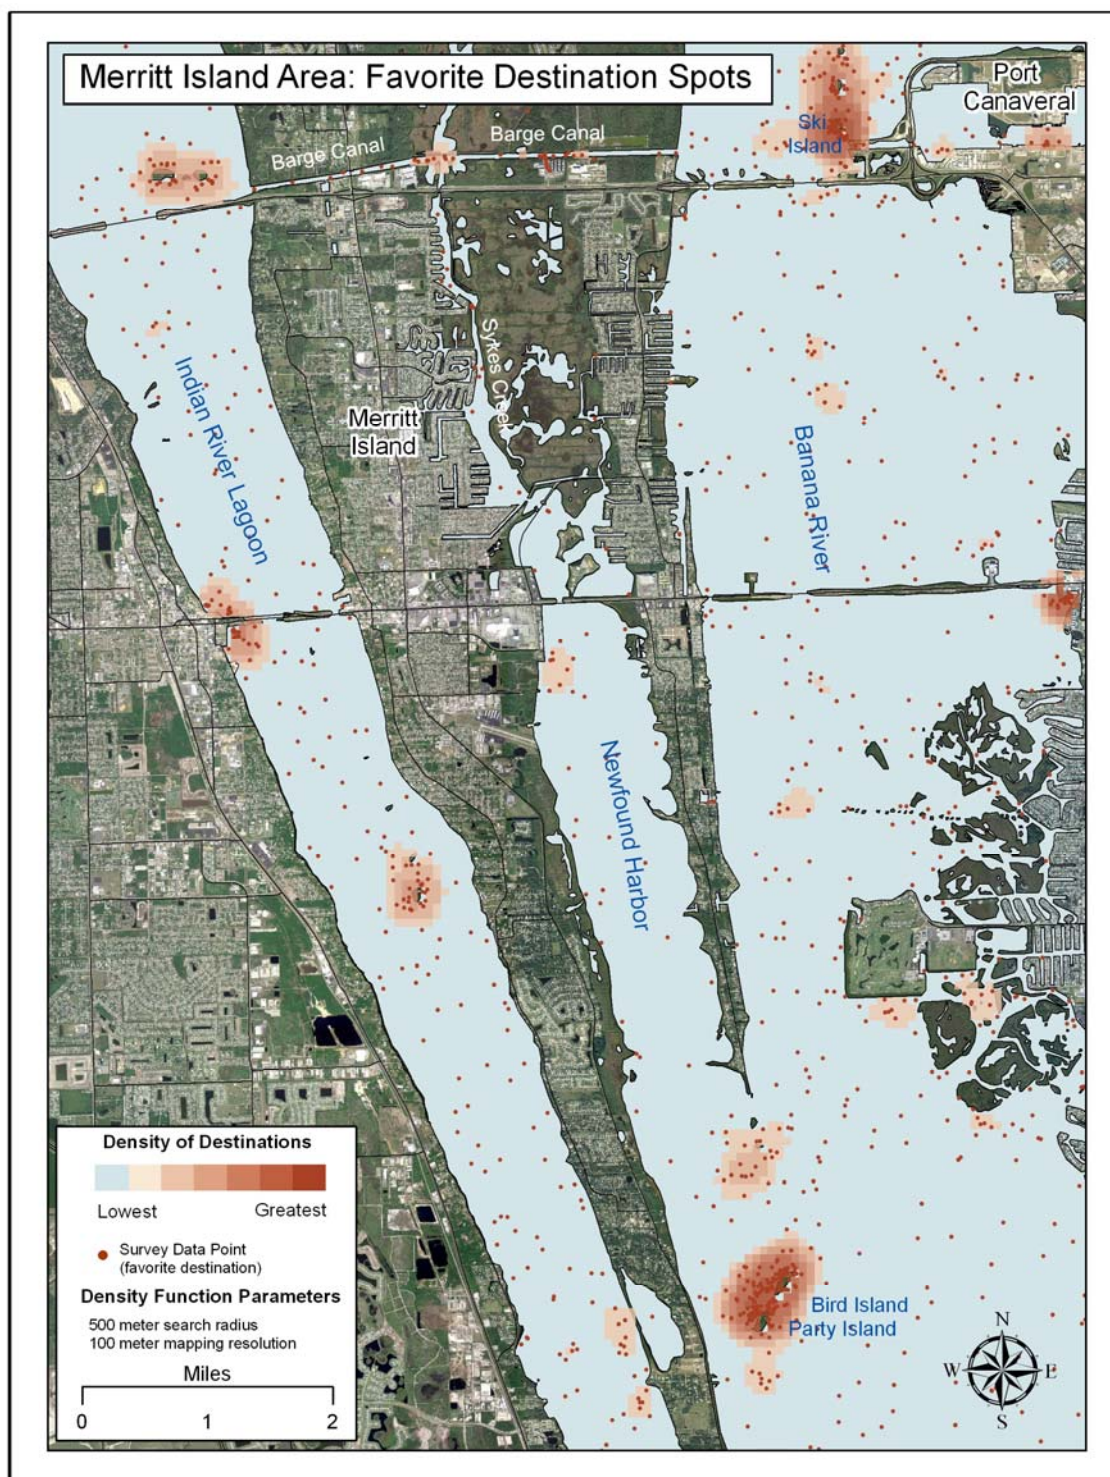 Merritt Island Area: Favorite Destination Spots
Port
Canaveral
Ski
Island
Barge Canal
Barge Canal
Sykes Creek
Indian River Lagoon
Merritt
Island
Banana River
Newfound Harbor
Bird Island
Party Island
Density of Destinations
Lowest Greatest
Survey Data Point
(favorite destination)
Density Function Parameters
500 meter search radius
100 meter mapping resolution
Miles
0 1 2
N
W E
S